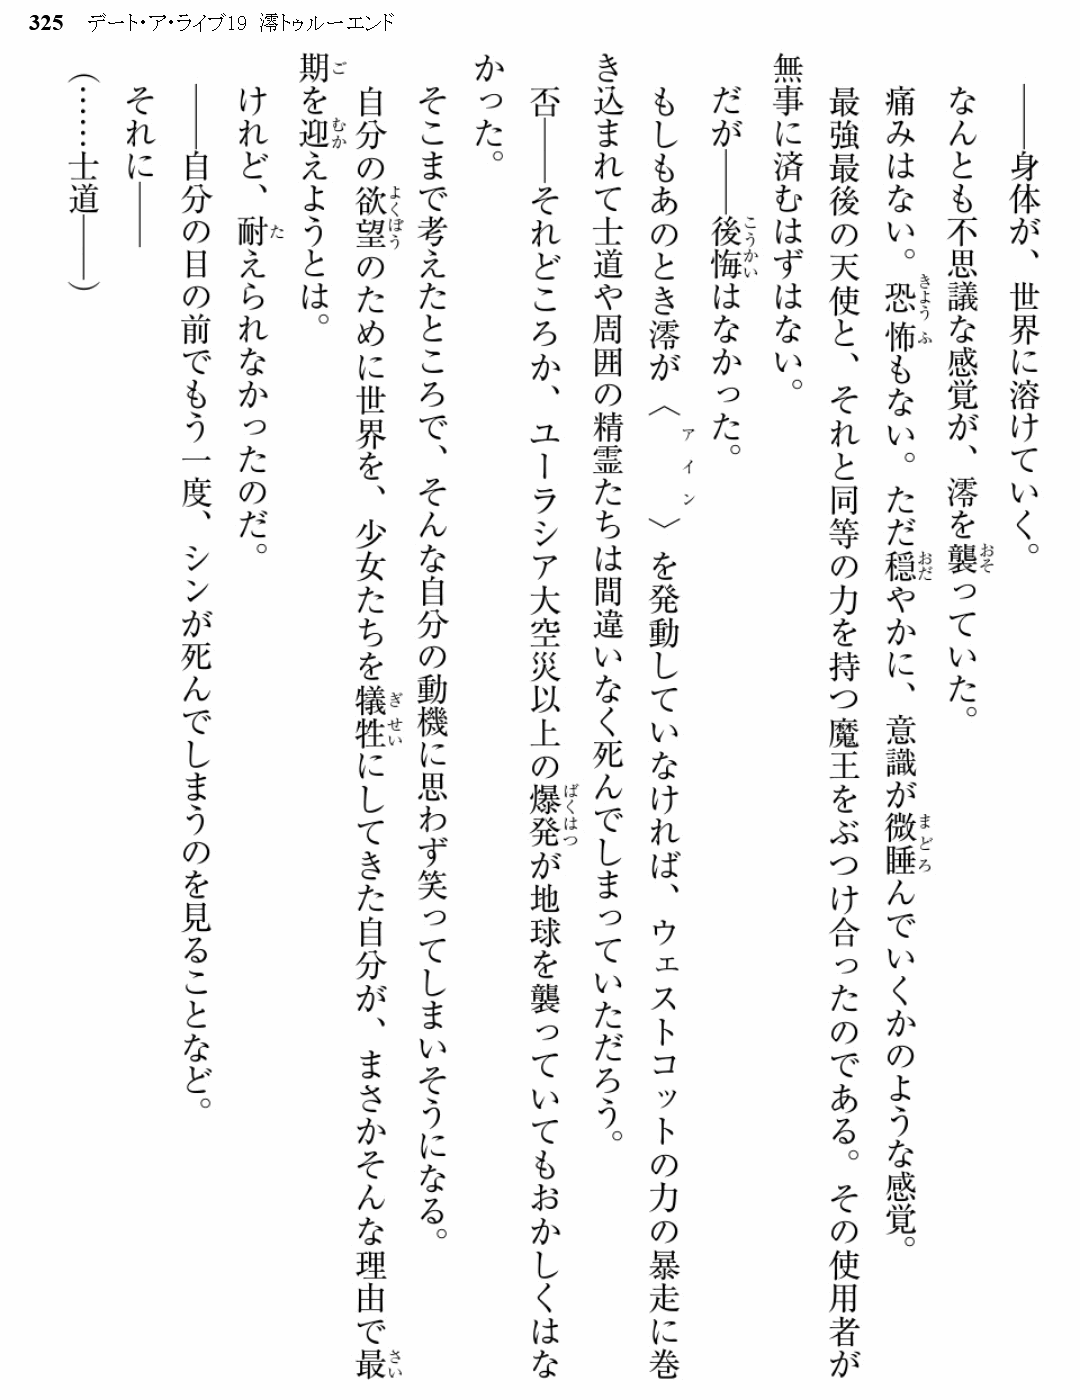 325 デート・ア・ライブ19 澪トゥルーエンド
――身体が、世界に溶けていく。
なんとも不思議な感覚が、澪を襲っていた。
痛みはない。恐怖もない。ただ穏やかに、意識が微睡んでいくかのような感覚。
最強最後の天使と、それと同等の力を持つ魔王をぶつけ合ったのである。その使用者が
無事に済むはずはない。
だが――後悔はなかった。
もしもあのとき澪が〈アイン〉を発動していなければ、ウェストコットの力の暴走に巻
き込まれて士道や周囲の精霊たちは間違いなく死んでしまっていただろう。
否――それどころか、ユーラシア大空災以上の爆発が地球を襲っていてもおかしくはな
かった。
そこまで考えたところで、そんな自分の動機に思わず笑ってしまいそうになる。
自分の欲望のために世界を、少女たちを犠牲にしてきた自分が、まさかそんな理由で最
期を迎えようとは。
けれど、耐えられなかったのだ。
――自分の目の前でもう一度、シンが死んでしまうのを見ることなど。
それに――
（……士道――）